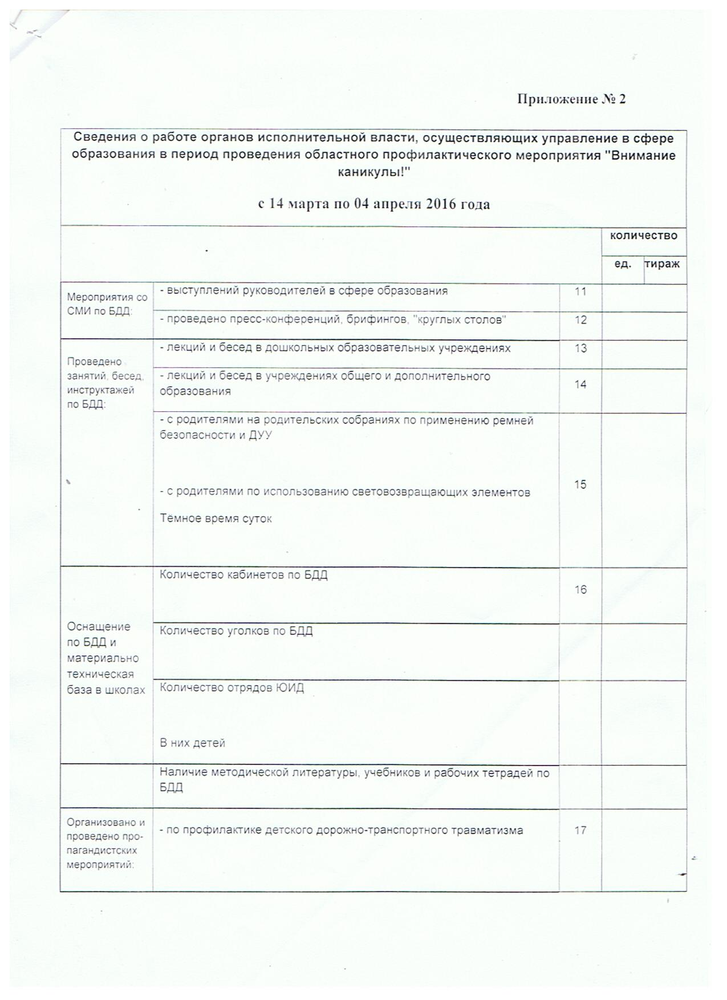 Приложение № 2
Сведения о работе органов исполнительной власти, осуществляющих управление в сфере
образования в период проведения областного профилактического мероприятия "Внимание
каникулы!"
с 14 марта по 04 апреля 2016 года
количество
ед. тираж
Мероприятия со
СМИ по БДД:
- выступлений руководителей в сфере образования 11
- проведено пресс-конференций, брифингов, "круглых столов" 12
Проведено
занятий, бесед,
инструктажей
по БДД:
- лекций и бесед в дошкольных образовательных учреждениях 13
- лекций и бесед в учреждениях общего и дополнительного
образования
14
- с родителями на родительских собраниях по применению ремней
безопасности и ДУУ
- с родителями по использованию световозвращающих элементов
Тёмное время суток
15
Оснащение
по БДД и
материально
техническая
база в школах
Количество кабинетов по БДД
16
Количество уголков по БДД
Количество отрядов ЮИД
В них детей
Наличие методической литературы, учебников и рабочих тетрадей по
БДД
Организовано и
проведено про-
пагандистских
мероприятий:
- по профилактике детского дорожно-транспортного травматизма 17